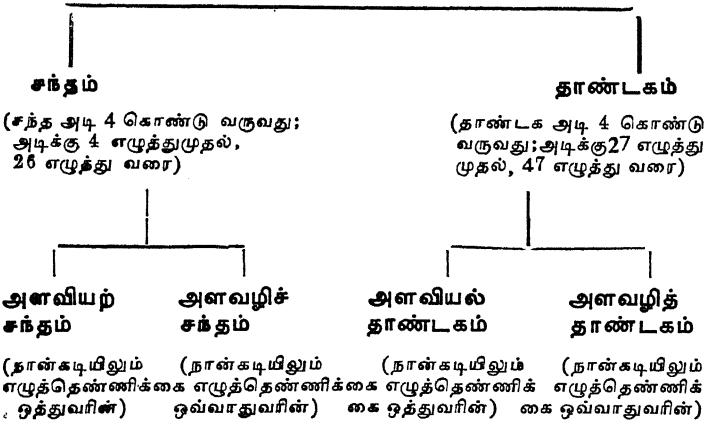 சந்தம்
(சந்த அடி 4 கொண்டு வருவது;
அடிக்கு 4 எழுத்துமுதல்,
26 எழுத்து வரை)
தாண்டகம்
(தாண்டக அடி 4 கொண்டு
வருவது;அடிக்கு27 எழுத்து
முதல், 47 எழுத்து வரை)
அளவியற்
சந்தம்
(நான்கடியிலும்
எழுத்தெண்ணிக்கை
ஒத்துவரின்)
அளவழிச்
சந்தம்
(நான்கடியிலும்
எழுத்தெண்ணிக்கை
ஒவ்வாதுவரின்)
அளவியல்
தாண்டகம்
(நான்கடியிலும்
எழுத்தெண்ணிக்
கை ஒத்துவரின்)
அளவழித்
தாண்டகம்
(நான்கடியிலும்
எழுத்தெண்ணிக்
கை ஒவ்வாதுவரின்)